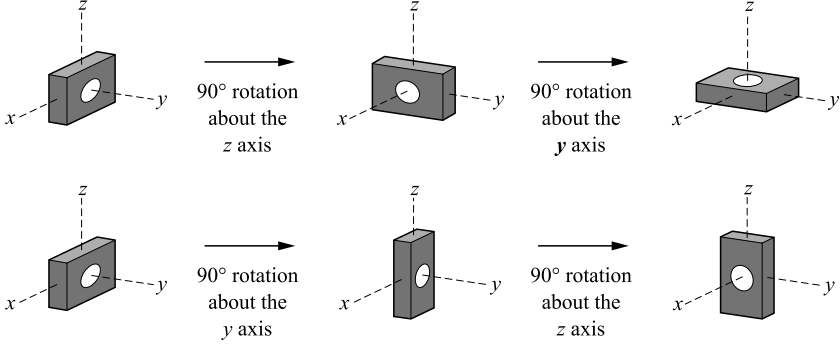 z
z
z
90° rotation
about the
z axis
90° rotation
about the
y axis
x
y
x
y
x
y
z
z
z
90° rotation
about the
y axis
90° rotation
about the
z axis
x
y
x
y
x
y